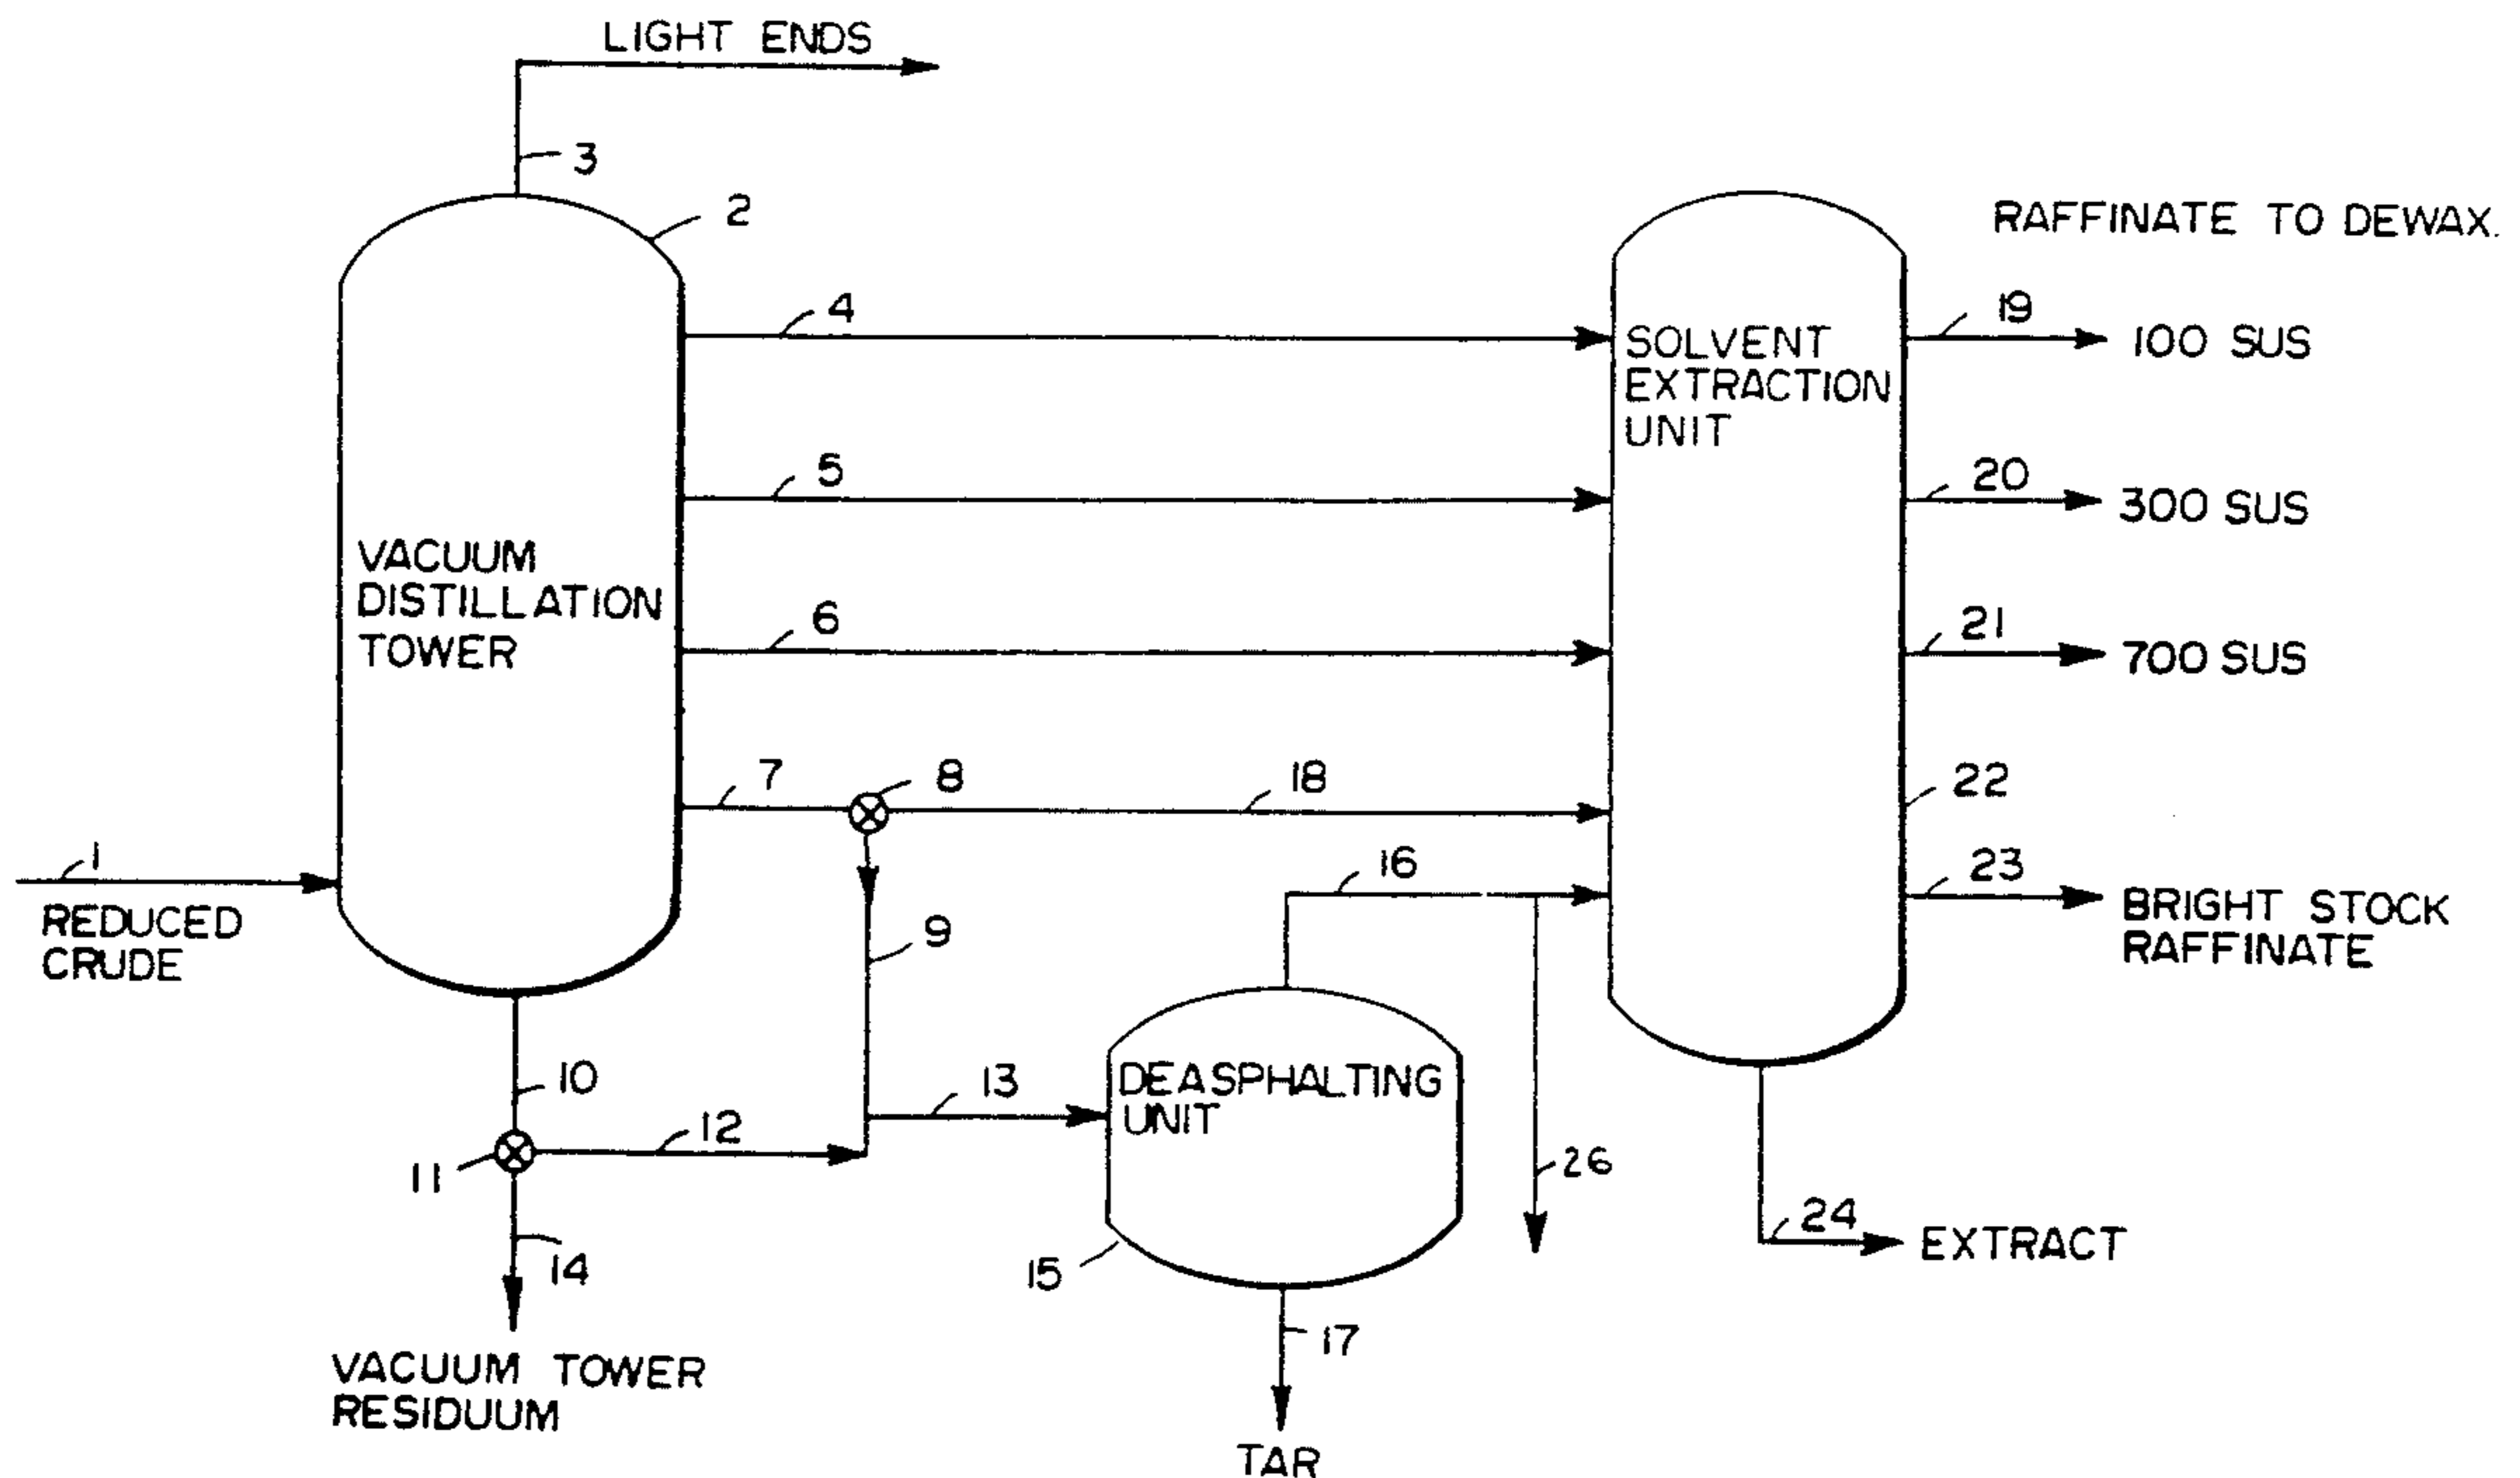 LIGHT ENDS
3
2
RAFFINATE TO DEWAX.
4
19
SOLVENT
EXTRACTION
UNIT
100 SUS
5
20
300 SUS
VACUUM
DISTILLATION
TOWER
6
21
700 SUS
7
8
18
22
1
16
23
REDUCED
CRUDE
9
BRIGHT STOCK
RAFFINATE
10
13
DEASPHALTING
UNIT
12
11
26
14
15
24
EXTRACT
17
VACUUM TOWER
RESIDUUM
TAR